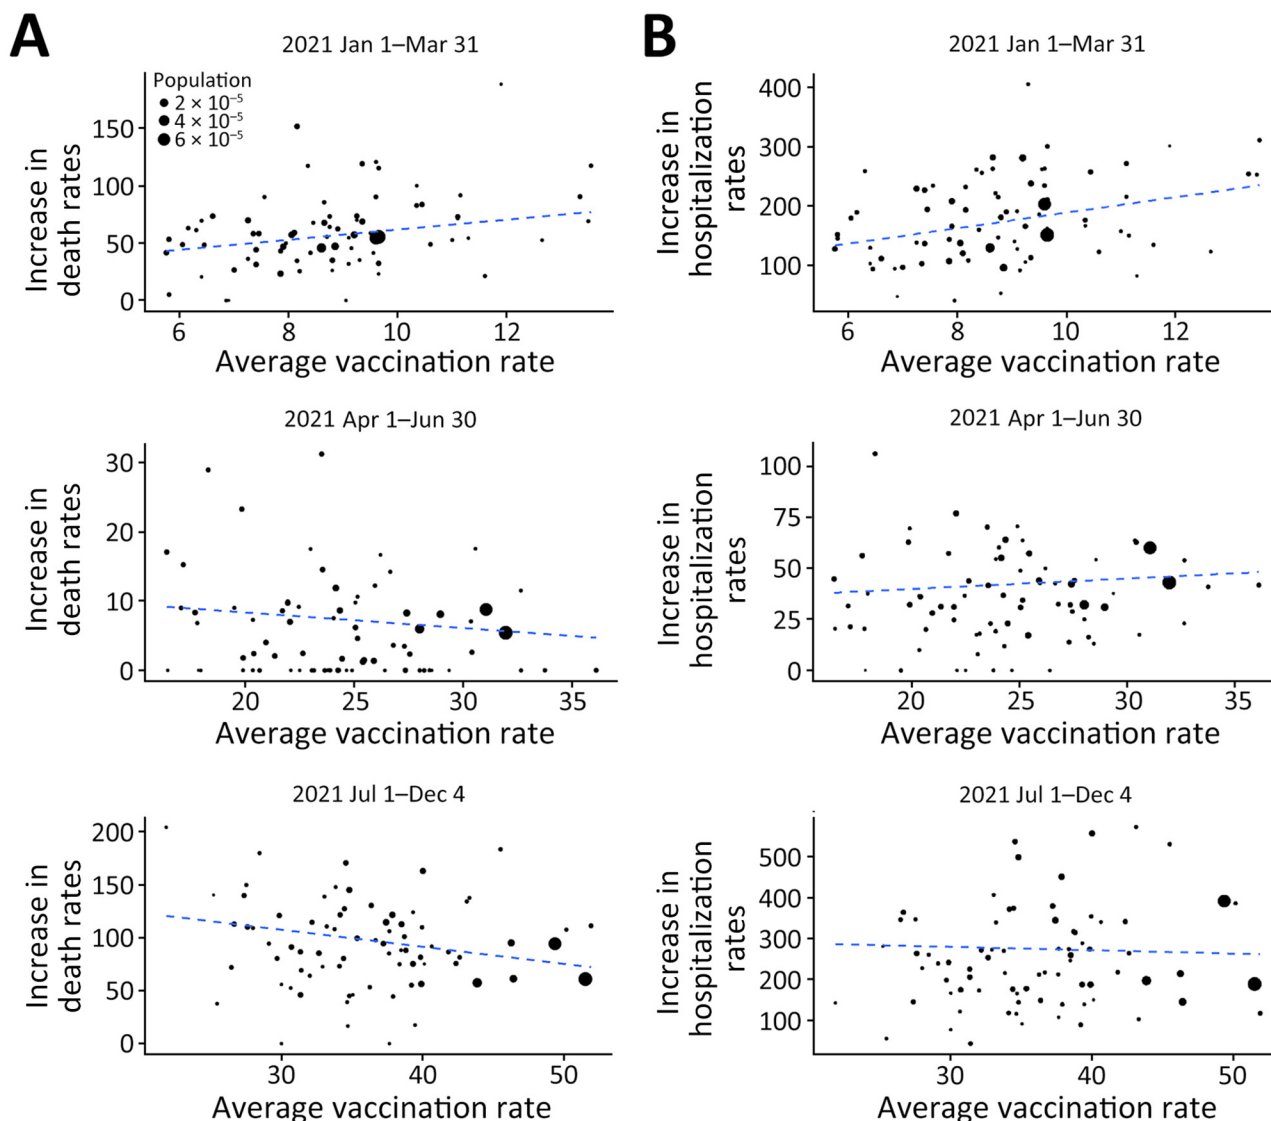 A
2021 Jan 1–Mar 31
Population
2 × 10⁻⁵
4 × 10⁻⁵
6 × 10⁻⁵
Increase in
death rates
150
100
50
0
6 8 10 12
Average vaccination rate
B
2021 Jan 1–Mar 31
Increase in
hospitalization
rates
400
300
200
100
6 8 10 12
Average vaccination rate
2021 Apr 1–Jun 30
Increase in
death rates
30
20
10
0
20 25 30 35
Average vaccination rate
2021 Apr 1–Jun 30
Increase in
hospitalization
rates
100
75
50
25
0
20 25 30 35
Average vaccination rate
2021 Jul 1–Dec 4
Increase in
death rates
200
150
100
50
0
30 40 50
Average vaccination rate
2021 Jul 1–Dec 4
Increase in
hospitalization
rates
500
400
300
200
100
30 40 50
Average vaccination rate